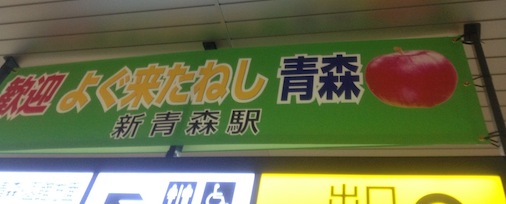 歓迎 よぐ来たねし 青森
新青森駅
出口